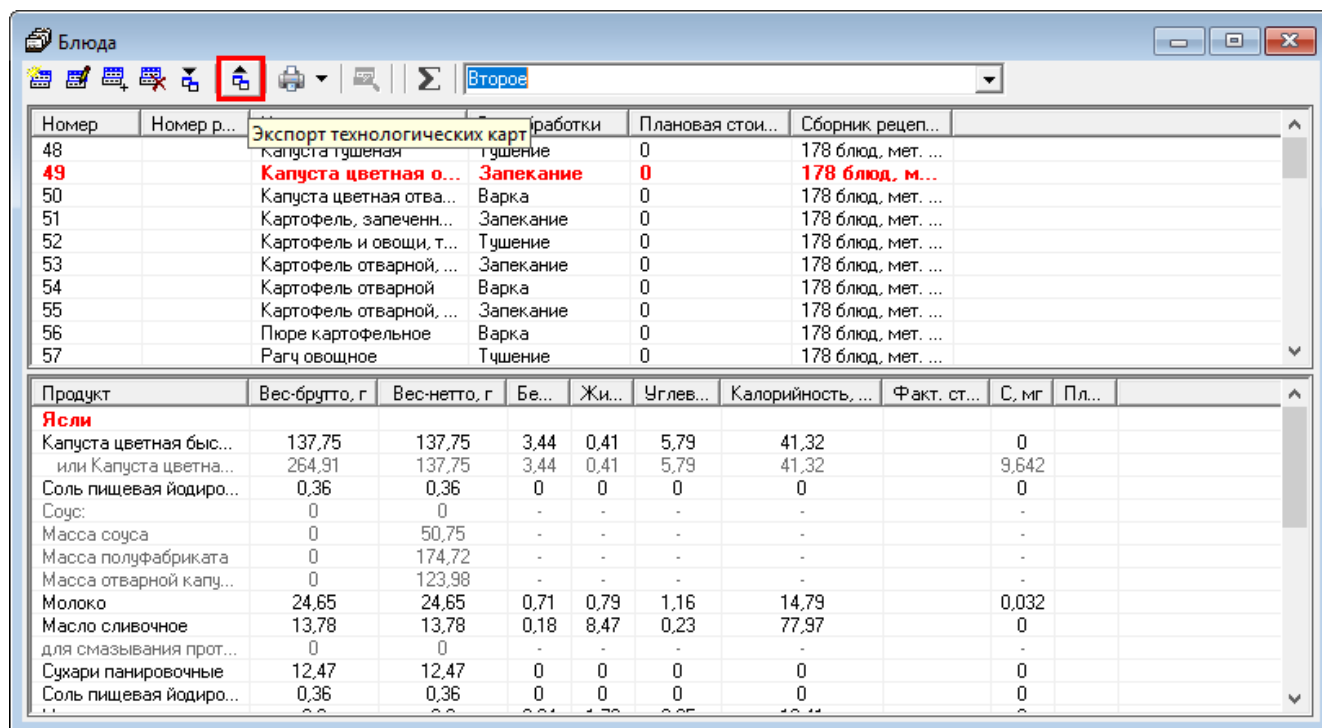 Блюда
Второе
Номер Номер р... Плановая стои... Сборник рецеп...
Экспорт технологических карт
48 Капуста тушеная Тушение 0 178 блюд, мет. ...
49 Капуста цветная о... Запекание 0 178 блюд, м...
50 Капуста цветная отва... Варка 0 178 блюд, мет. ...
51 Картофель, запеченн... Запекание 0 178 блюд, мет. ...
52 Картофель и овощи, т... Тушение 0 178 блюд, мет. ...
53 Картофель отварной, ... Запекание 0 178 блюд, мет. ...
54 Картофель отварной Варка 0 178 блюд, мет. ...
55 Картофель отварной, ... Запекание 0 178 блюд, мет. ...
56 Пюре картофельное Варка 0 178 блюд, мет. ...
57 Рагу овощное Тушение 0 178 блюд, мет. ...
Продукт Вес-брутто, г Вес-нетто, г Бе... Жи... Углев... Калорийность, ... Факт. ст... С, мг Пл...
Ясли
Капуста цветная быс... 137,75 137,75 3,44 0,41 5,79 41,32 0
или Капуста цветна... 264,91 137,75 3,44 0,41 5,79 41,32 9,642
Соль пищевая йодиро... 0,36 0,36 0 0 0 0 0
Соус: 0 0 - - - - -
Масса соуса 0 50,75 - - - - -
Масса полуфабриката 0 174,72 - - - - -
Масса отварной капу... 0 123,98 - - - - -
Молоко 24,65 24,65 0,71 0,79 1,16 14,79 0,032
Масло сливочное 13,78 13,78 0,18 8,47 0,23 77,97 0
для смазывания прот... 0 0 - - - - -
Сухари панировочные 12,47 12,47 0 0 0 0 0
Соль пищевая йодиро... 0,36 0,36 0 0 0 0 0